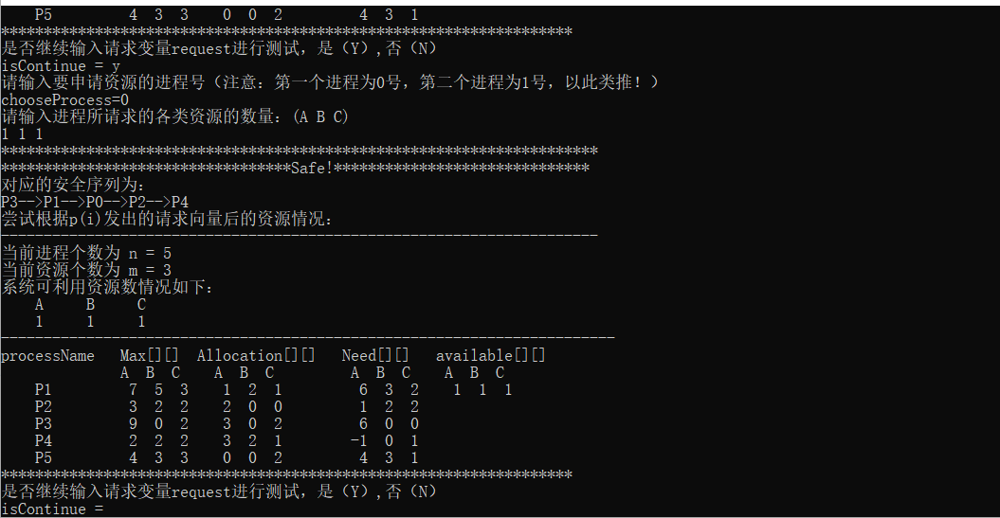 P5 4 3 3 0 0 2 4 3 1
*******************************************************************
是否继续输入请求变量request进行测试，是（Y）,否（N）
isContinue = y
请输入要申请资源的进程号（注意：第一个进程为0号，第二个进程为1号，以此类推！）
chooseProcess=0
请输入进程所请求的各类资源的数量：(A B C)
1 1 1
**********************************************************************
**********************************Safe!******************************
对应的安全序列为：
P3-->P1-->P0-->P2-->P4
尝试根据p(i)发出的请求向量后的资源情况：
----------------------------------------------------------------------
当前进程个数为 n = 5
当前资源个数为 m = 3
系统可利用资源数情况如下：
A B C
1 1 1
------------------------------------------------------------------------
processName Max[][] Allocation[][] Need[][] available[][]
A B C A B C A B C A B C
P1 7 5 3 1 2 1 6 3 2 1 1 1
P2 3 2 2 2 0 0 1 2 2
P3 9 0 2 3 0 2 6 0 0
P4 2 2 2 3 2 1 -1 0 1
P5 4 3 3 0 0 2 4 3 1
*******************************************************************
是否继续输入请求变量request进行测试，是（Y）,否（N）
isContinue =